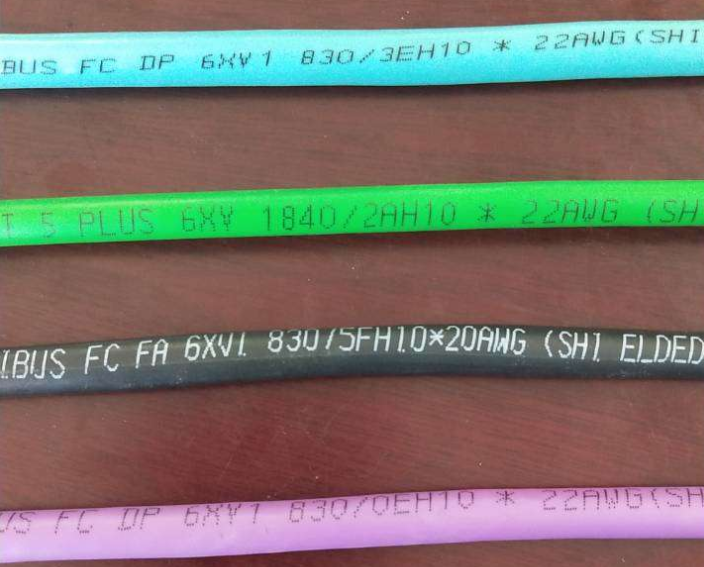 BUS FC DP 6XV1 830/3EH10 * 22AWG(SHI
T 5 PLUS 6XV 1840/2AH10 * 22AWG (SH
IBUS FC FA 6XV1 830/5FH10*20AWG (SHI ELDED
US FC DP 6XV1 830/0EH10 * 22AWG(SH